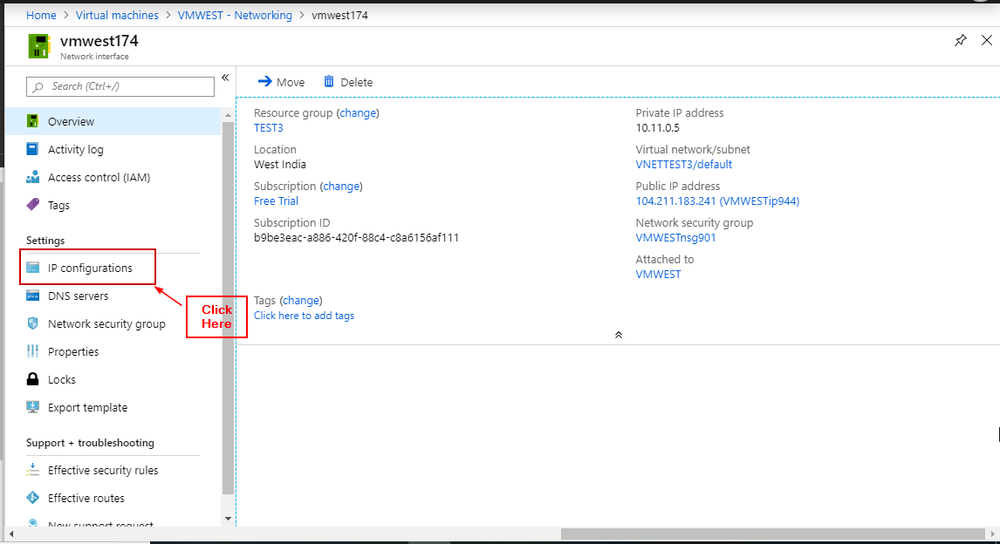 Home > Virtual machines > VMWEST - Networking > vmwest174
vmwest174
Network interface
Search (Ctrl+/)
«
Overview
Activity log
Access control (IAM)
Tags
Settings
IP configurations
DNS servers
Network security group
Properties
Locks
Export template
Support + troubleshooting
Effective security rules
Effective routes
New support request
Click
Here
Move Delete
Resource group (change)
TEST3
Location
West India
Subscription (change)
Free Trial
Subscription ID
b9be3eac-a886-420f-88c4-c8a6156af111
Tags (change)
Click here to add tags
Private IP address
10.11.0.5
Virtual network/subnet
VNETTEST3/default
Public IP address
104.211.183.241 (VMWESTip944)
Network security group
VMWESTnsg901
Attached to
VMWEST